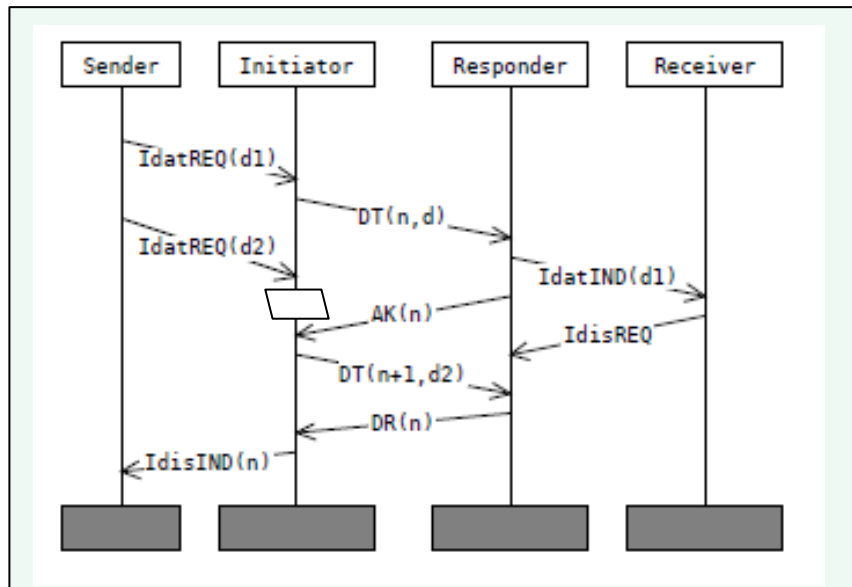 Sender
Initiator
Responder
Receiver
IdatREQ(d1)
DT(n,d)
IdatREQ(d2)
IdatIND(d1)
AK(n)
IdisREQ
DT(n+1,d2)
DR(n)
IdisIND(n)